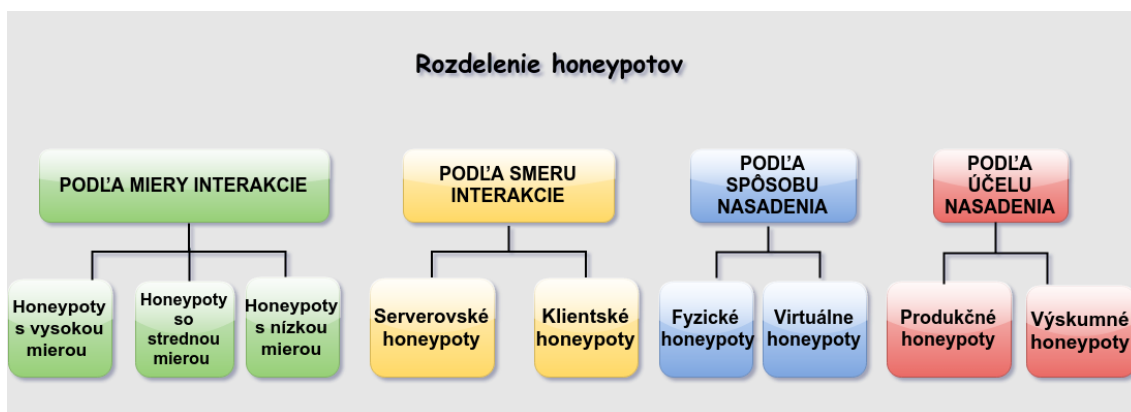 Rozdelenie honeypotov
PODĽA MIERY INTERAKCIE
PODĽA SMERU
INTERAKCIE
PODĽA
SPÔSOBU
NASADENIA
PODĽA
ÚČELU
NASADENIA
Honeypoty
s vysokou
mierou
Honeypoty
so
strednou
mierou
Honeypoty
s nízkou
mierou
Serverovské
honeypoty
Klientské
honeypoty
Fyzické
honeypoty
Virtuálne
honeypoty
Produkčné
honeypoty
Výskumné
honeypoty